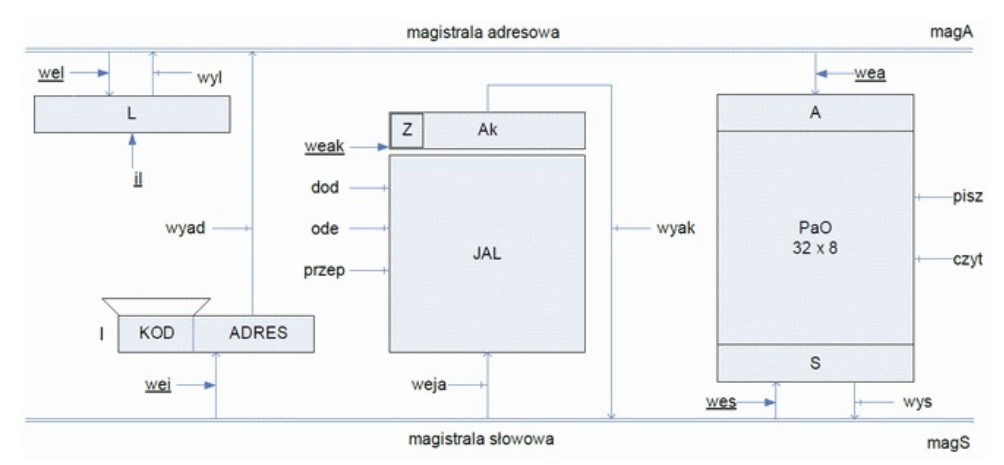 magistrala adresowa
magA
wel
wyl
wea
L
Z
Ak
A
weak
il
dod
pisz
wyad
ode
wyak
PaO
32 x 8
JAL
czyt
przep
I
KOD
ADRES
S
wei
weja
wes
wys
magistrala słowowa
magS